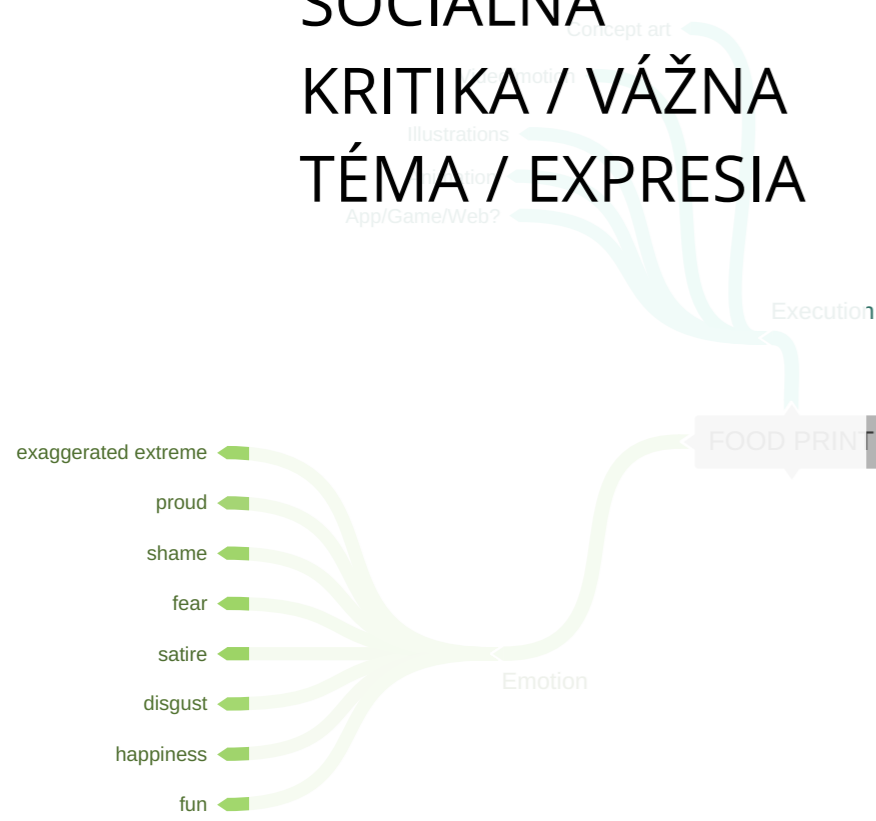 SOCIÁLNA
Concept art
KRITIKA / VÁŽNA
motion
TÉMA / EXPRESIA
Illustrations
App/Game/Web?
Execution
FOOD PRINT
exaggerated extreme
proud
shame
fear
satire
Emotion
disgust
happiness
fun